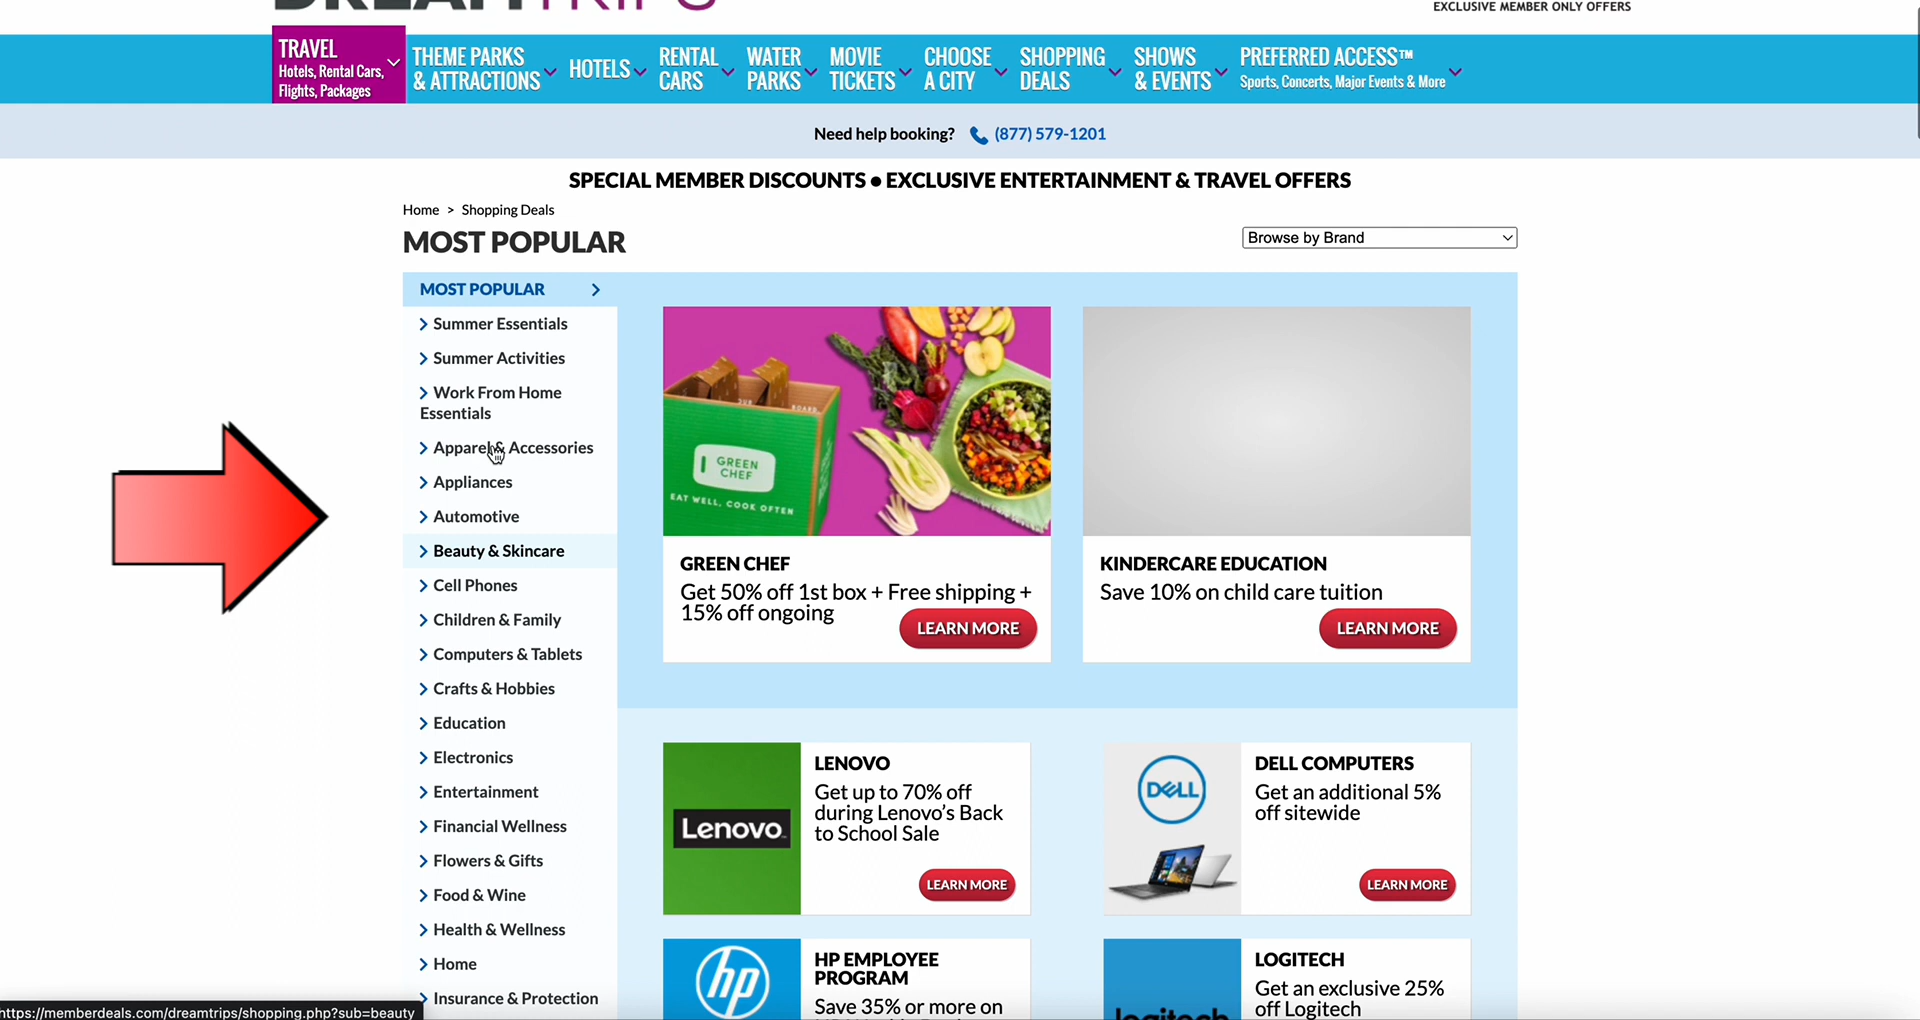 DREAMTRIPS
EXCLUSIVE MEMBER ONLY OFFERS
TRAVEL
Hotels, Rental Cars,
Flights, Packages
THEME PARKS
& ATTRACTIONS
HOTELS
RENTAL
CARS
WATER
PARKS
MOVIE
TICKETS
CHOOSE
A CITY
SHOPPING
DEALS
SHOWS
& EVENTS
PREFERRED ACCESS™
Sports, Concerts, Major Events & More
Need help booking? (877) 579-1201
SPECIAL MEMBER DISCOUNTS ● EXCLUSIVE ENTERTAINMENT & TRAVEL OFFERS
Home > Shopping Deals
MOST POPULAR
Browse by Brand
MOST POPULAR
Summer Essentials
Summer Activities
Work From Home
Essentials
Apparel & Accessories
Appliances
Automotive
Beauty & Skincare
Cell Phones
Children & Family
Computers & Tablets
Crafts & Hobbies
Education
Electronics
Entertainment
Financial Wellness
Flowers & Gifts
Food & Wine
Health & Wellness
Home
Insurance & Protection
GREEN
CHEF
EAT WELL, COOK OFTEN
GREEN CHEF
Get 50% off 1st box + Free shipping +
15% off ongoing
LEARN MORE
KINDERCARE EDUCATION
Save 10% on child care tuition
LEARN MORE
Lenovo
LENOVO
Get up to 70% off
during Lenovo's Back
to School Sale
LEARN MORE
DELL
DELL COMPUTERS
Get an additional 5%
off sitewide
LEARN MORE
hp
HP EMPLOYEE
PROGRAM
Save 35% or more on
logitech
LOGITECH
Get an exclusive 25%
off Logitech
https://memberdeals.com/dreamtrips/shopping.php?sub=beauty